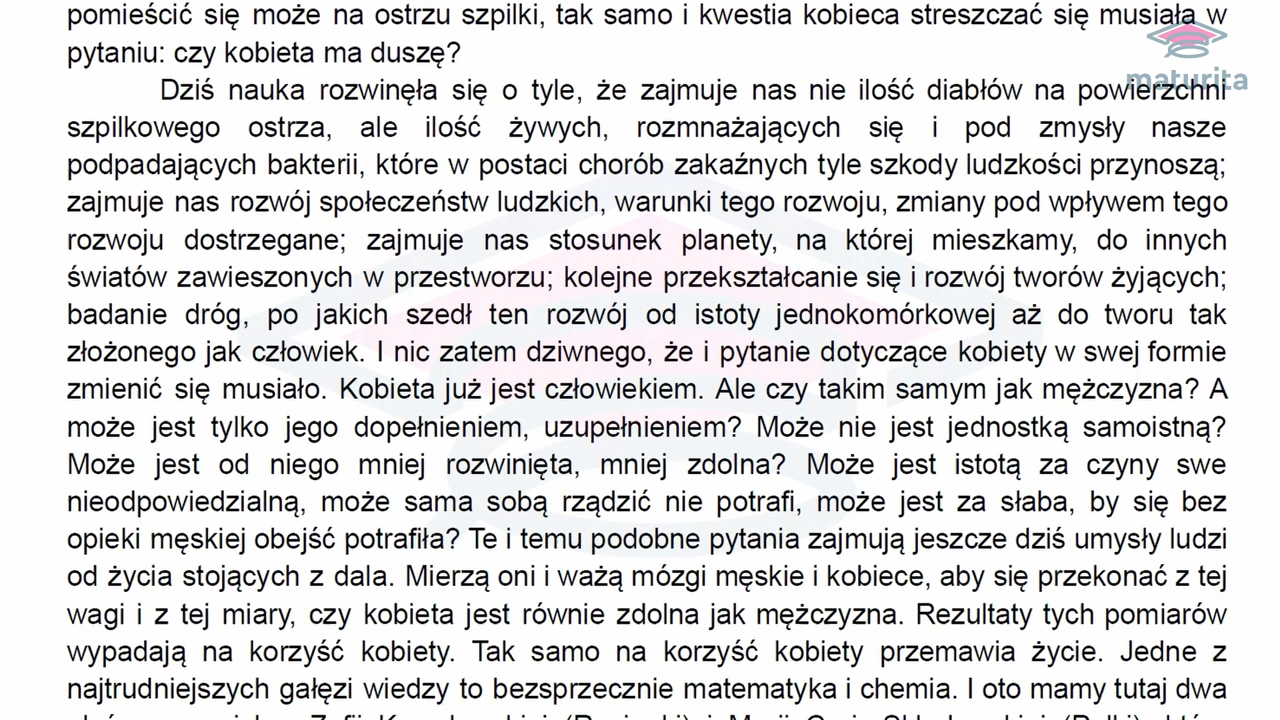 pomieścić się może na ostrzu szpilki, tak samo i kwestia kobieca streszczać się musiała w
pytaniu: czy kobieta ma duszę?
maturita
Dziś nauka rozwinęła się o tyle, że zajmuje nas nie ilość diabłów na powierzchni
szpilkowego ostrza, ale ilość żywych, rozmnażających się i pod zmysły nasze
podpadających bakterii, które w postaci chorób zakaźnych tyle szkody ludzkości przynoszą;
zajmuje nas rozwój społeczeństw ludzkich, warunki tego rozwoju, zmiany pod wpływem tego
rozwoju dostrzegane; zajmuje nas stosunek planety, na której mieszkamy, do innych
światów zawieszonych w przestworzu; kolejne przekształcanie się i rozwój tworów żyjących;
badanie dróg, po jakich szedł ten rozwój od istoty jednokomórkowej aż do tworu tak
złożonego jak człowiek. I nic zatem dziwnego, że i pytanie dotyczące kobiety w swej formie
zmienić się musiało. Kobieta już jest człowiekiem. Ale czy takim samym jak mężczyzna? A
może jest tylko jego dopełnieniem, uzupełnieniem? Może nie jest jednostką samoistną?
Może jest od niego mniej rozwinięta, mniej zdolna? Może jest istotą za czyny swe
nieodpowiedzialną, może sama sobą rządzić nie potrafi, może jest za słaba, by się bez
opieki męskiej obejść potrafiła? Te i temu podobne pytania zajmują jeszcze dziś umysły ludzi
od życia stojących z dala. Mierzą oni i ważą mózgi męskie i kobiece, aby się przekonać z tej
wagi i z tej miary, czy kobieta jest równie zdolna jak mężczyzna. Rezultaty tych pomiarów
wypadają na korzyść kobiety. Tak samo na korzyść kobiety przemawia życie. Jedne z
najtrudniejszych gałęzi wiedzy to bezsprzecznie matematyka i chemia. I oto mamy tutaj dwa